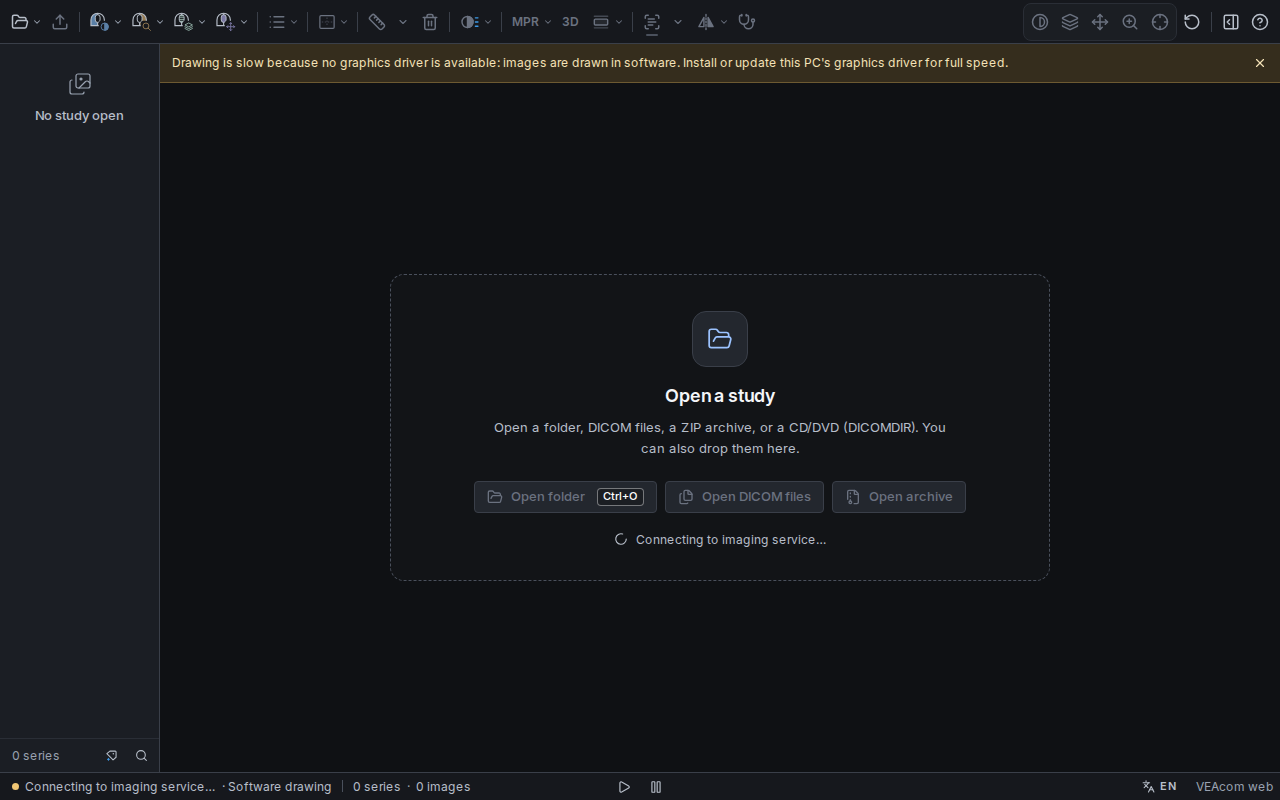 MPR 3D
Drawing is slow because no graphics driver is available: images are drawn in software. Install or update this PC's graphics driver for full speed.
No study open
Open a study
Open a folder, DICOM files, a ZIP archive, or a CD/DVD (DICOMDIR). You
can also drop them here.
Open folder Ctrl+O Open DICOM files Open archive
Connecting to imaging service...
0 series
Connecting to imaging service... · Software drawing 0 series · 0 images EN VEAcom web